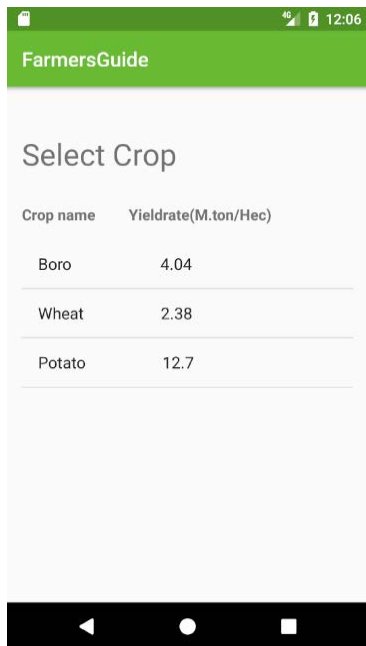 4G 12:06
FarmersGuide
Select Crop
Crop name Yieldrate(M.ton/Hec)
Boro 4.04
Wheat 2.38
Potato 12.7